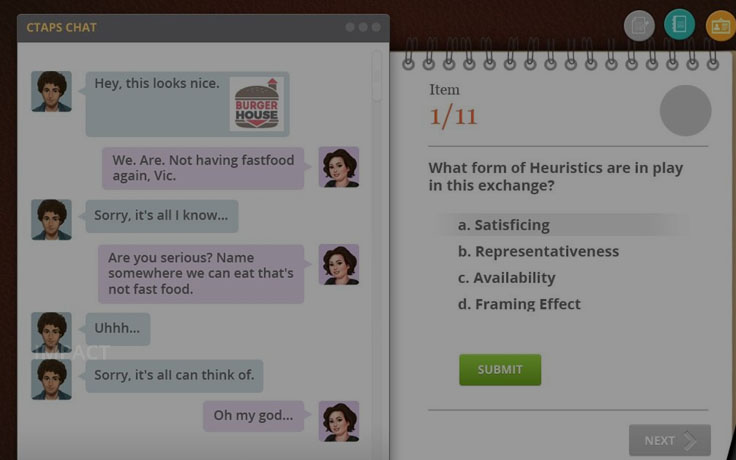 CTAPS CHAT
Hey, this looks nice.
BURGER
HOUSE
We. Are. Not having fastfood
again, Vic.
Sorry, it's all I know...
Are you serious? Name
somewhere we can eat that's
not fast food.
Uhhh...
IMPACT
Sorry, it's all can think of.
Oh my god...
Item
1/11
What form of Heuristics are in play
in this exchange?
a. Satisficing
b. Representativeness
c. Availability
d. Framing Effect
SUBMIT
NEXT